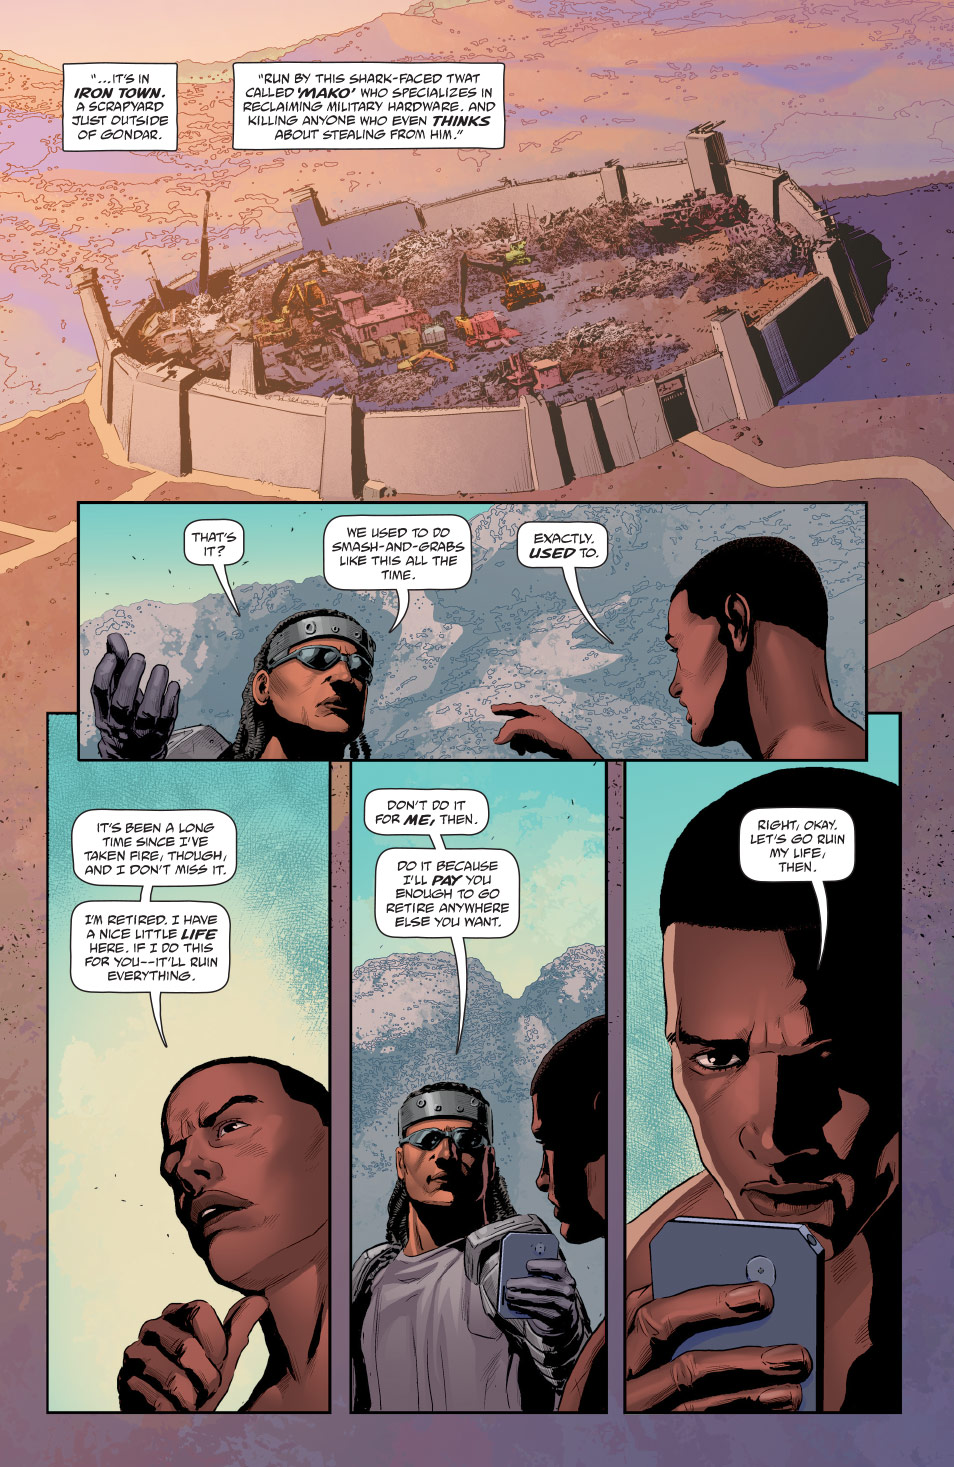 "...IT'S IN
IRON TOWN.
A SCRAPYARD
JUST OUTSIDE
OF GONDAR.
"RUN BY THIS SHARK-FACED TWAT
CALLED 'MAKO' WHO SPECIALIZES IN
RECLAIMING MILITARY HARDWARE. AND
KILLING ANYONE WHO EVEN THINKS
ABOUT STEALING FROM HIM."
THAT'S
IT?
WE USED TO DO
SMASH-AND-GRABS
LIKE THIS ALL THE
TIME.
EXACTLY.
USED TO.
IT'S BEEN A LONG
TIME SINCE I'VE
TAKEN FIRE, THOUGH,
AND I DON'T MISS IT.
I'M RETIRED. I HAVE
A NICE LITTLE LIFE
HERE. IF I DO THIS
FOR YOU--IT'LL RUIN
EVERYTHING.
DON'T DO IT
FOR ME, THEN.
DO IT BECAUSE
I'LL PAY YOU
ENOUGH TO GO
RETIRE ANYWHERE
ELSE YOU WANT.
RIGHT, OKAY.
LET'S GO RUIN
MY LIFE,
THEN.